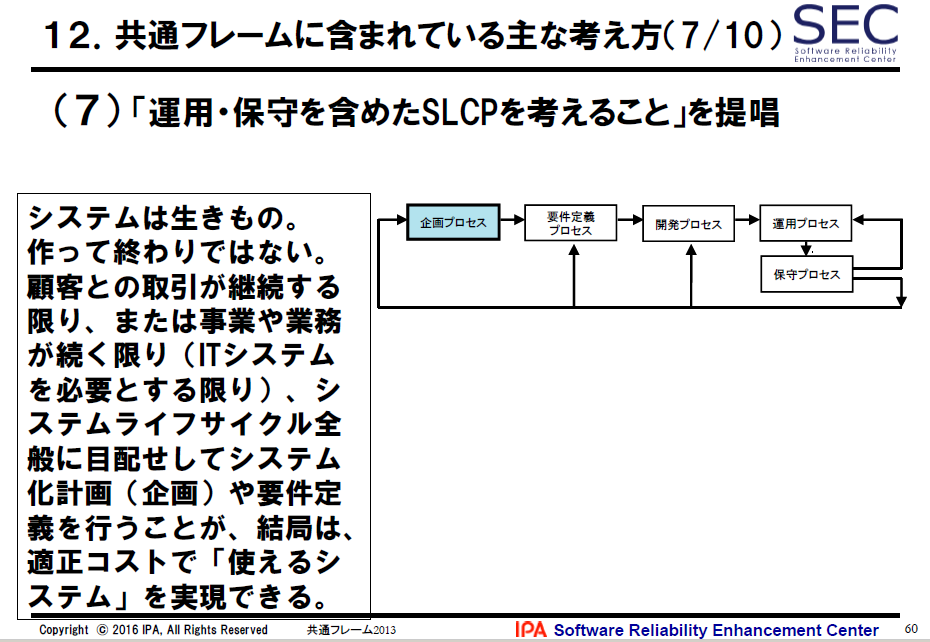 １２．共通フレームに含まれている主な考え方(７/１０)
SEC
Software Reliability
Enhancement Center
（７）「運用・保守を含めたSLCPを考えること」を提唱
システムは生きもの。
作って終わりではない。
顧客との取引が継続する
限り、または事業や業務
が続く限り（ITシステム
を必要とする限り）、シ
ステムライフサイクル全
般に目配せしてシステム
化計画（企画）や要件定
義を行うことが、結局は、
適正コストで「使えるシ
ステム」を実現できる。
企画プロセス
要件定義
プロセス
開発プロセス
運用プロセス
保守プロセス
Copyright © 2016 IPA, All Rights Reserved
共通フレーム2013
IPA Software Reliability Enhancement Center
60